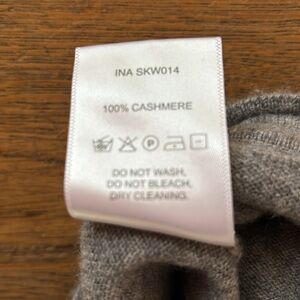 INA SKW014
100% CASHMERE
DO NOT WASH,
DO NOT BLEACH,
DRY CLEANING.